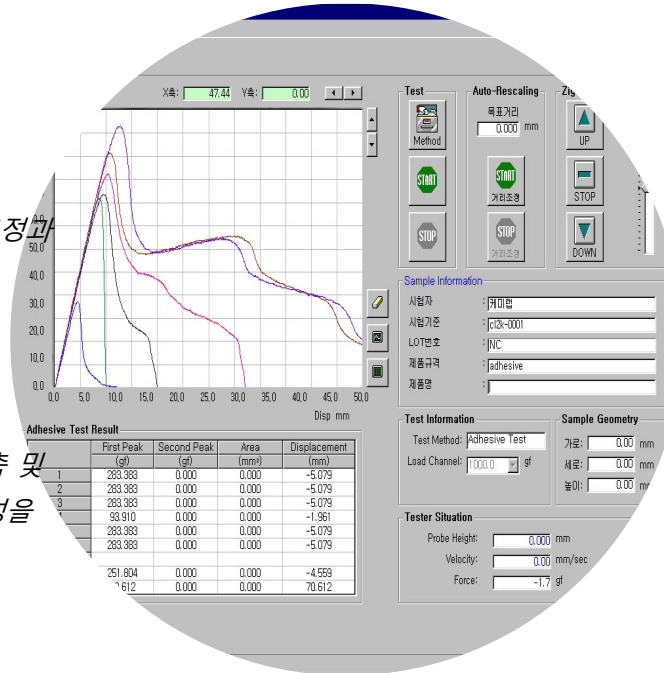 X축: 47.44 Y축: 0.00
Test
Method
START
STOP
Auto-Rescaling
목표거리
0.000 mm
START
거리조정
STOP
거리조정
UP
STOP
DOWN
정과
50.0
40.0
30.0
20.0
10.0
0.0
0.0 5.0 10.0 15.0 20.0 25.0 30.0 35.0 40.0 45.0 50.0
Disp mm
Sample Information
시험자 : 케미랩
시험기준 : cl2k-0001
LOT번호 : NC
제품규격 : adhesive
제품명 :
Adhesive Test Result
First Peak (gf) Second Peak (gf) Area (mm²) Displacement (mm)
1 283.383 0.000 0.000 -5.079
2 283.383 0.000 0.000 -5.079
3 283.383 0.000 0.000 -5.079
93.910 0.000 0.000 -1.961
283.383 0.000 0.000 -5.079
283.383 0.000 0.000 -5.079
251.804 0.000 0.000 -4.559
0.000 0.000 70.612
및
을
Test Information
Test Method: Adhesive Test
Load Channel: 1000.0 gf
Sample Geometry
가로: 0.00 mm
세로: 0.00 mm
높이: 0.00
Tester Situation
Probe Height: 0.000 mm
Velocity: 0.00 mm/sec
Force: -1.7 gf